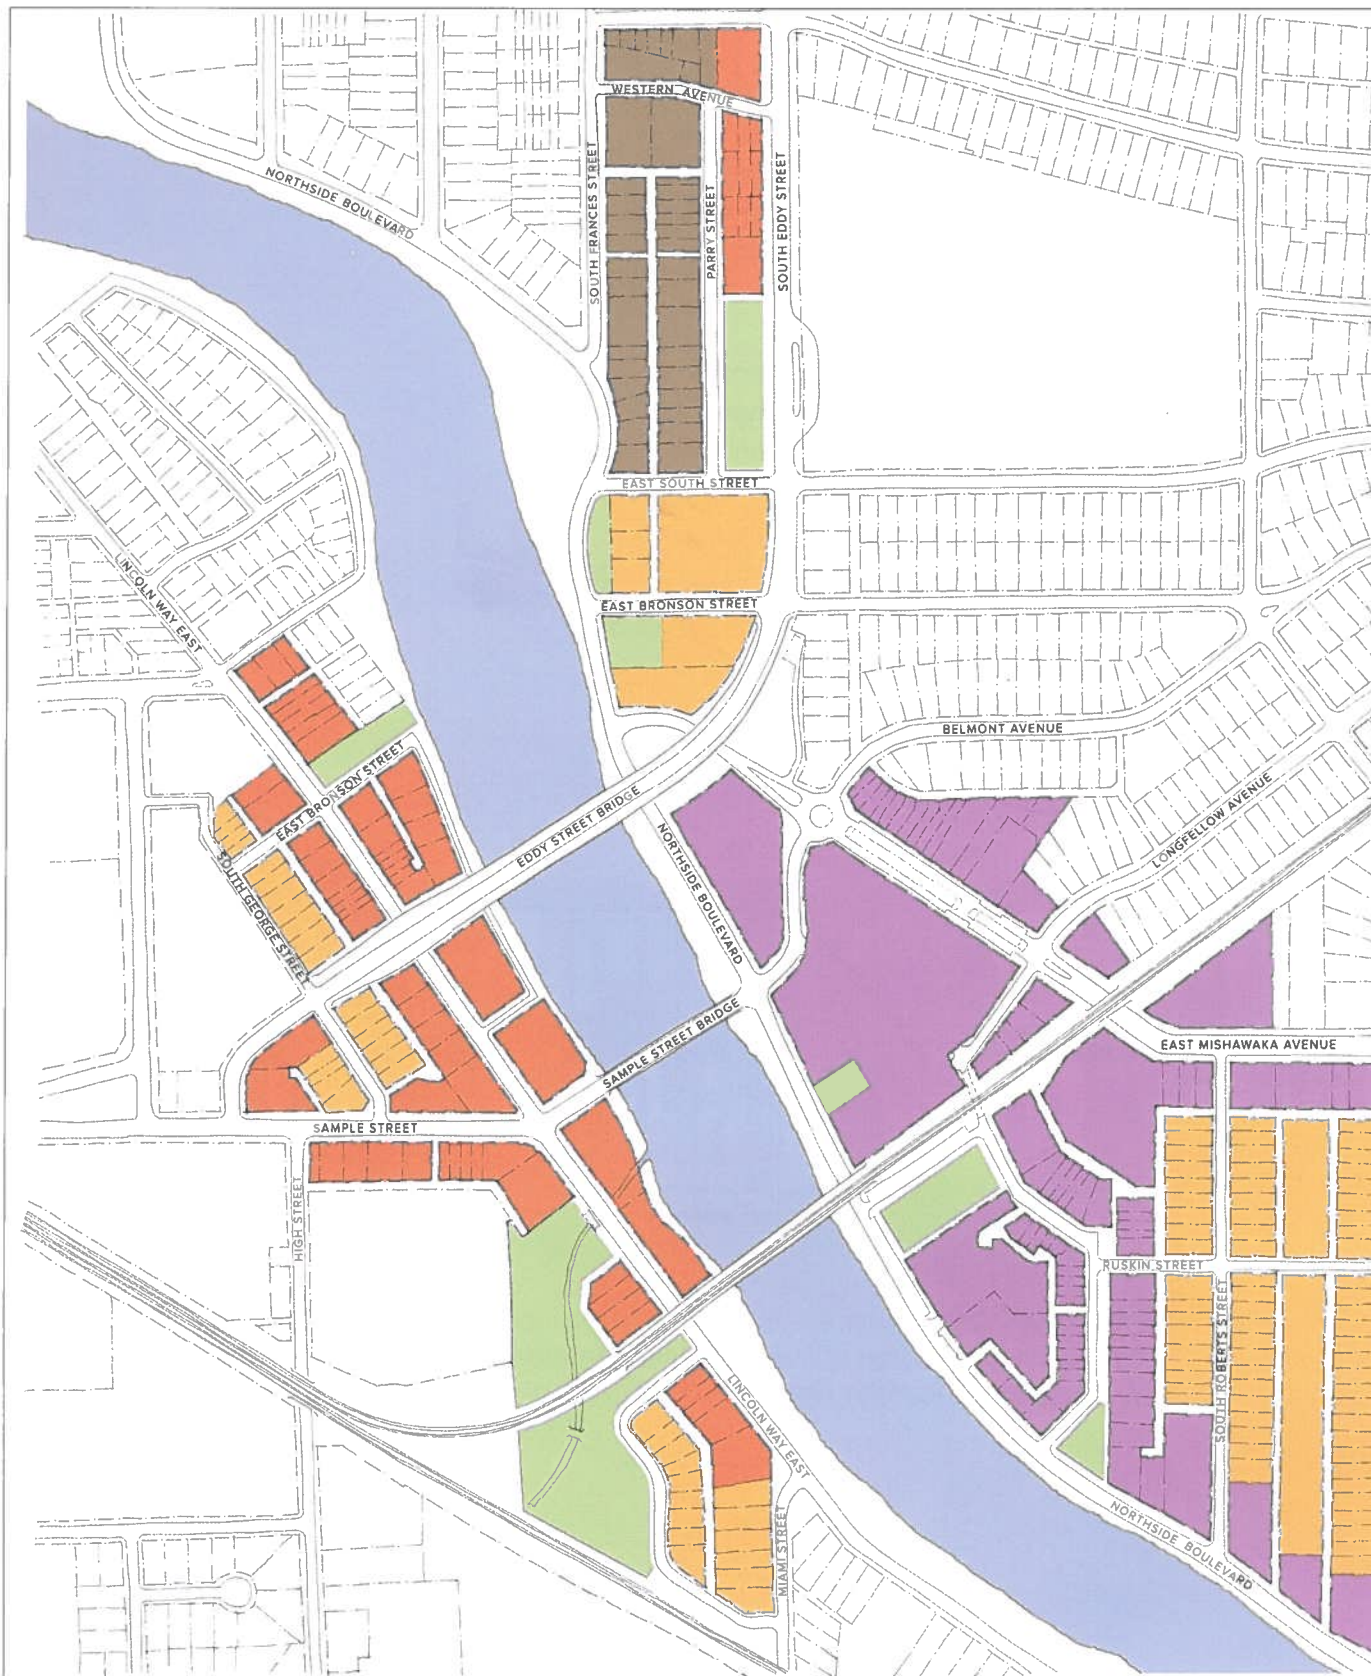 WESTERN AVENUE
NORTHSIDE BOULEVARD
SOUTH FRANCES STREET
PARRY STREET
SOUTH EDDY STREET
EAST SOUTH STREET
EAST BRONSON STREET
LINCOLN WAY EAST
BELMONT AVENUE
EAST BRONSON STREET
EDDY STREET BRIDGE
LONGFELLOW AVENUE
NORTHSIDE BOULEVARD
SOUTH GEORGE STREET
SAMPLE STREET BRIDGE
EAST MISHAWAKA AVENUE
SAMPLE STREET
HIGH STREET
RUSKIN STREET
SOUTH ROBERTS STREET
LINCOLN WAY EAST
MIAMI STREET
NORTHSIDE BOULEVARD